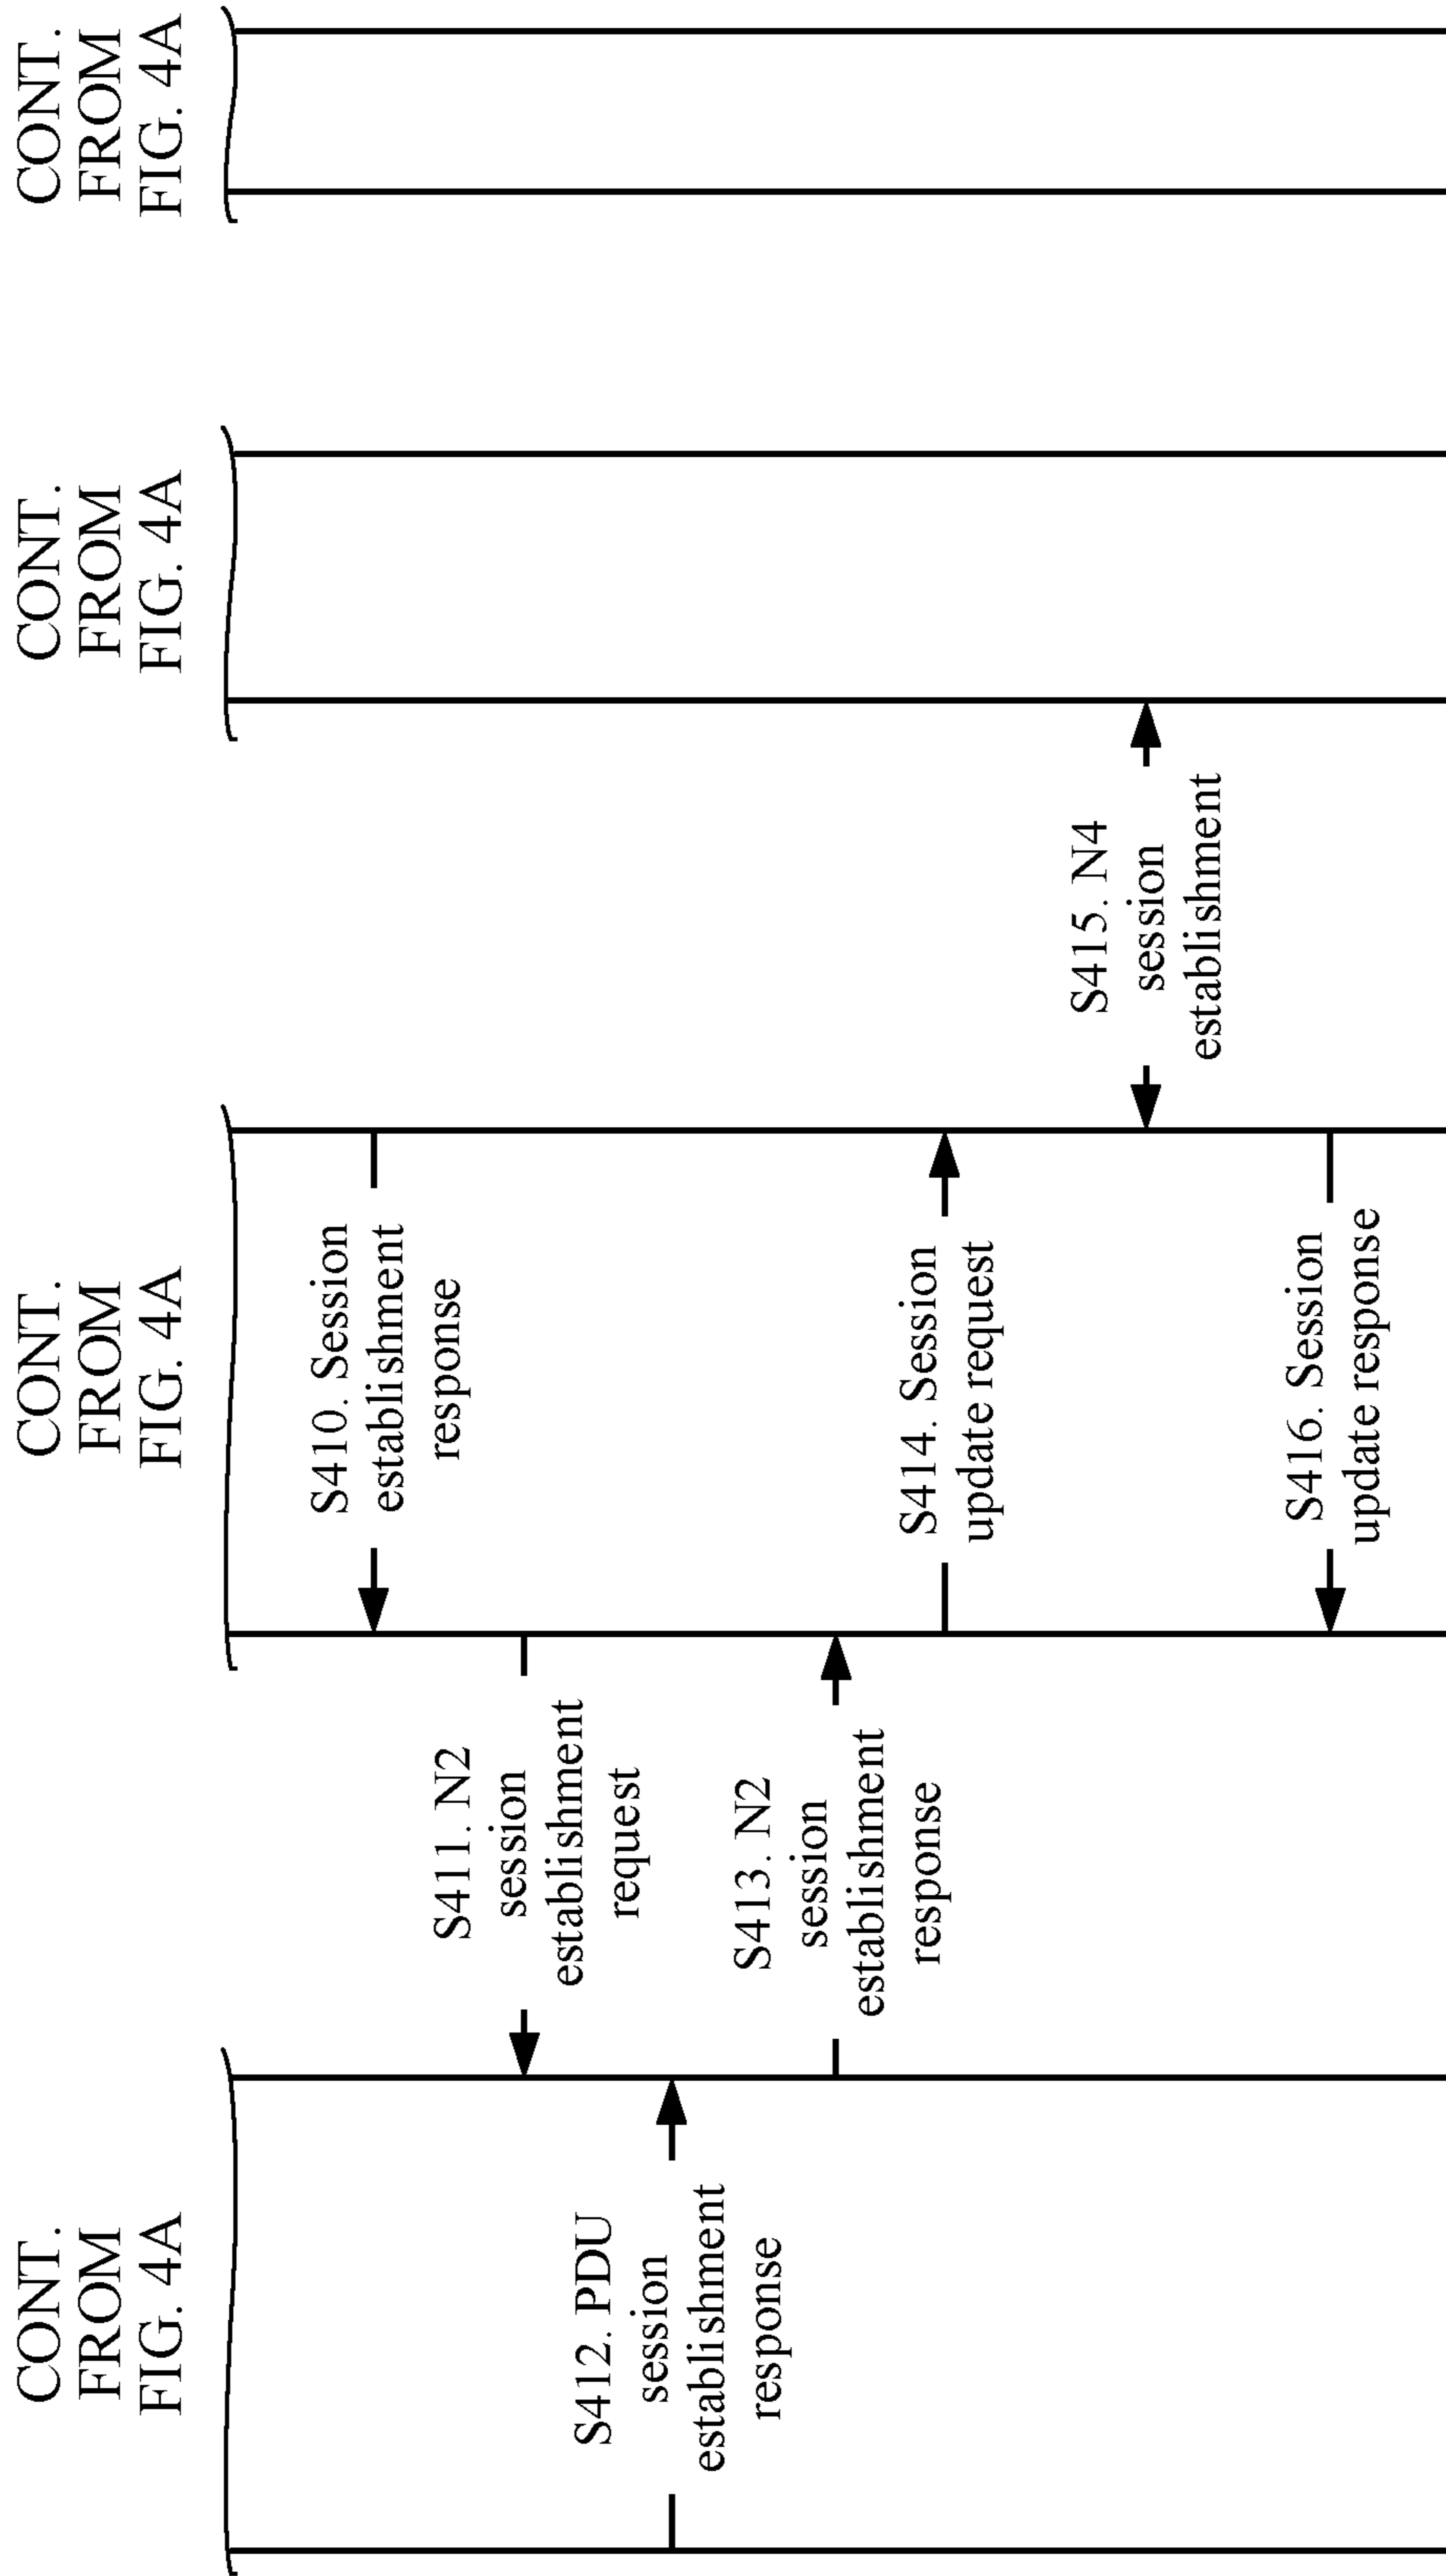 CONT.
FROM
FIG. 4A
CONT.
FROM
FIG. 4A
CONT.
FROM
FIG. 4A
CONT.
FROM
FIG. 4A
S410. Session
establishment
response
S411. N2
session
establishment
request
S412. PDU
session
establishment
response
S413. N2
session
establishment
response
S414. Session
update request
S415. N4
session
establishment
S416. Session
update response